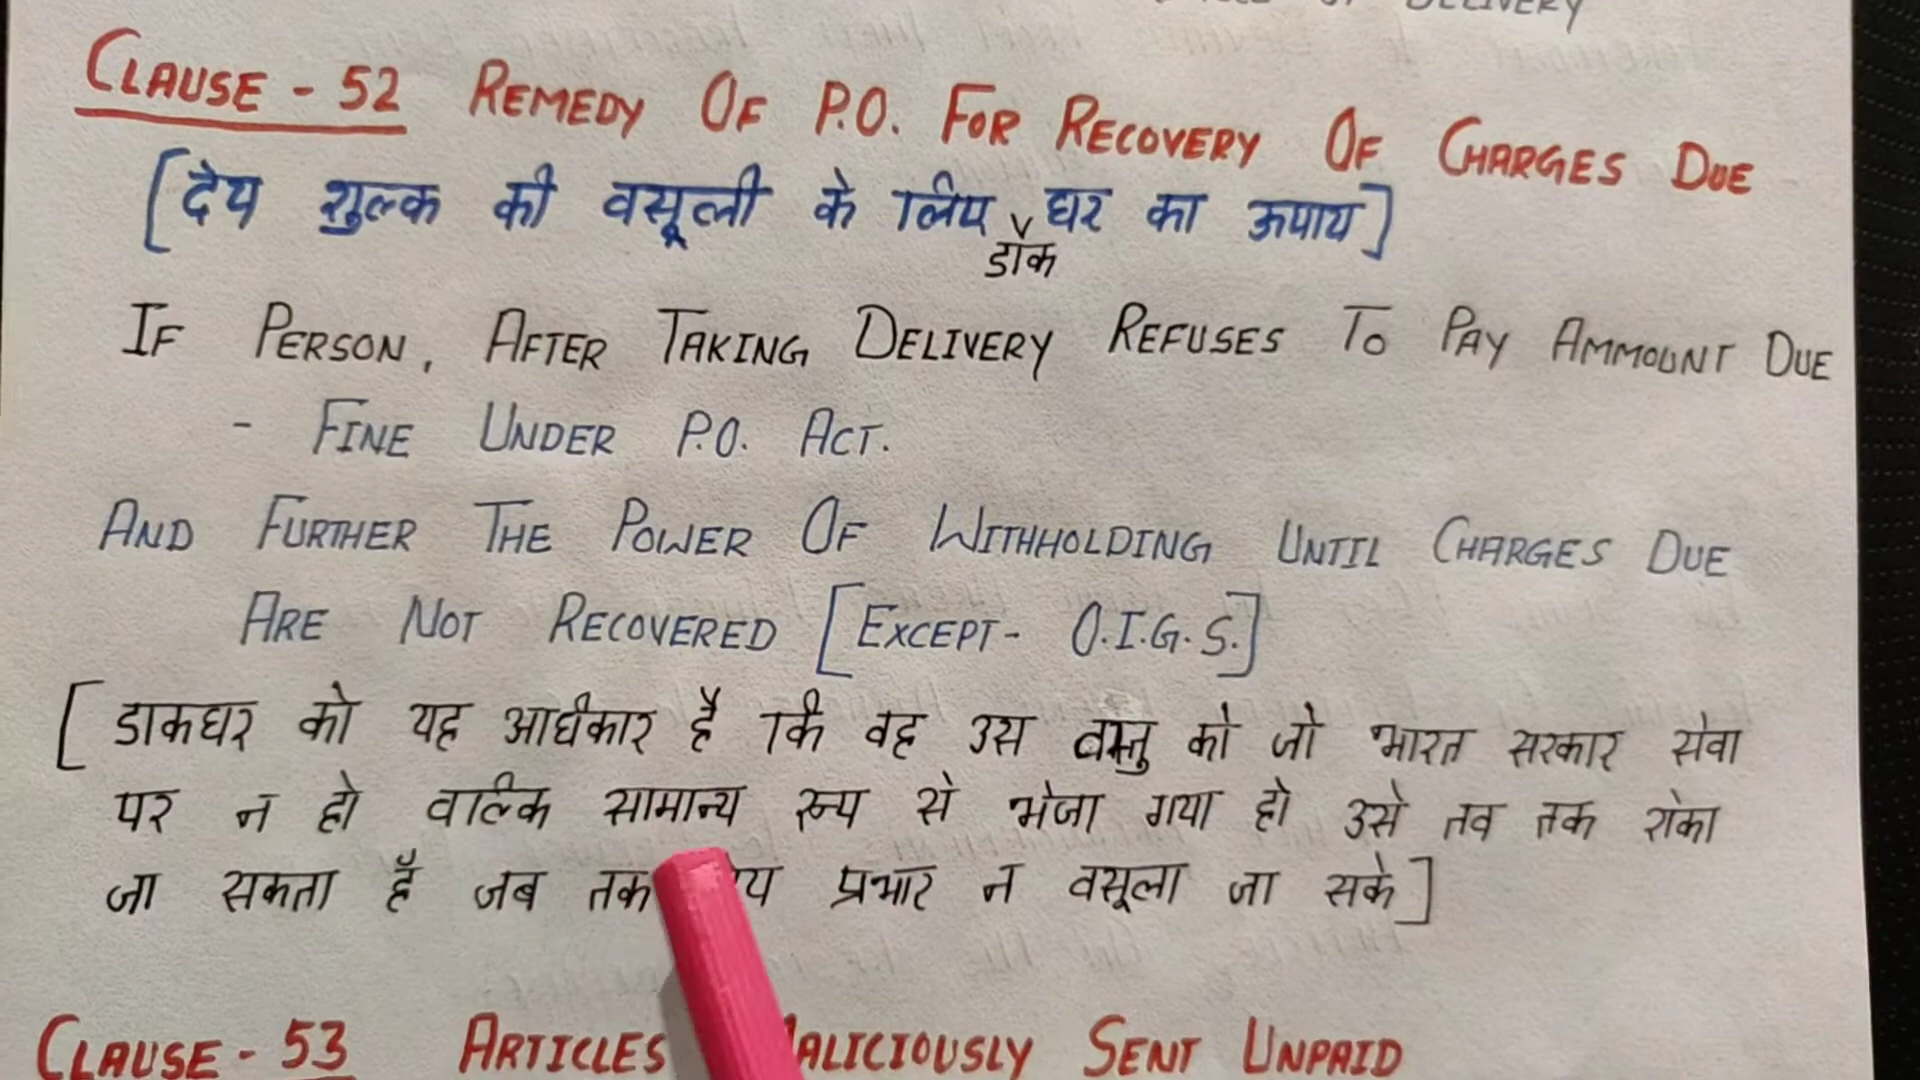 DELIVERY
CLAUSE - 52 REMEDY OF P.O. FOR RECOVERY OF CHARGES DUE
[देय शुल्क की वसूली के लिए डाँक घर का ऊपाय]
IF PERSON, AFTER TAKING DELIVERY REFUSES TO PAY AMMOUNT DUE
- FINE UNDER P.O. ACT.
AND FURTHER THE POWER OF WITHHOLDING UNTIL CHARGES DUE
ARE NOT RECOVERED [EXCEPT- O.I.G.S.]
[डाकघर को यह अधिकार है कि वह उस वस्तु को जो भारत सरकार सेवा
पर न हो बल्कि सामान्य रूप से भेजा गया हो उसे तब तक रोका
जा सकता है जब तक प्रभार न वसूला जा सके]
CLAUSE - 53 ARTICLES SENT UNPAID